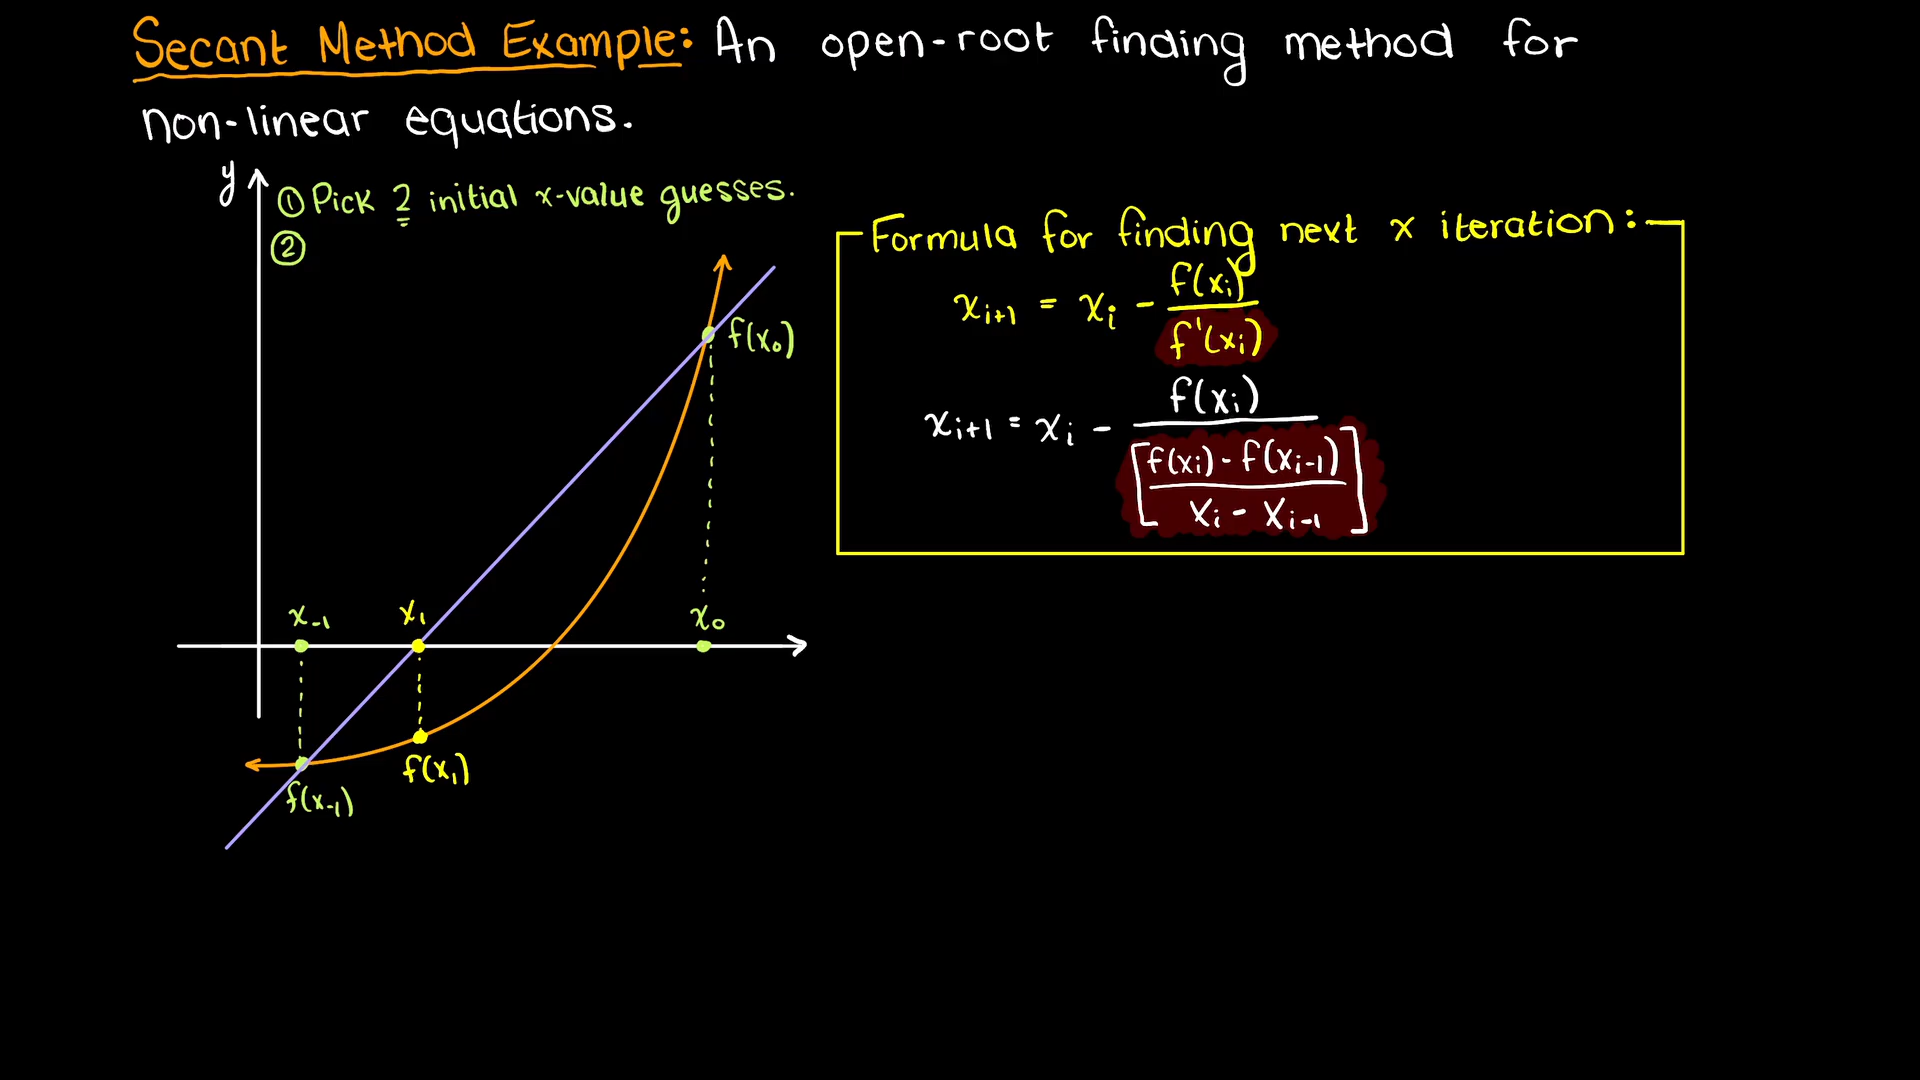 Secant Method Example: An open-root finding method for
non-linear equations.
y
① Pick 2 initial x-value guesses.
②
Formula for finding next x iteration:
xᵢ₊₁ = xᵢ - f(xᵢ) / f'(xᵢ)
xᵢ₊₁ = xᵢ - f(xᵢ) / [(f(xᵢ) - f(xᵢ₋₁)) / (xᵢ - xᵢ₋₁)]
f(x₀)
x₋₁
x₁
x₀
f(x₁)
f(x₋₁)